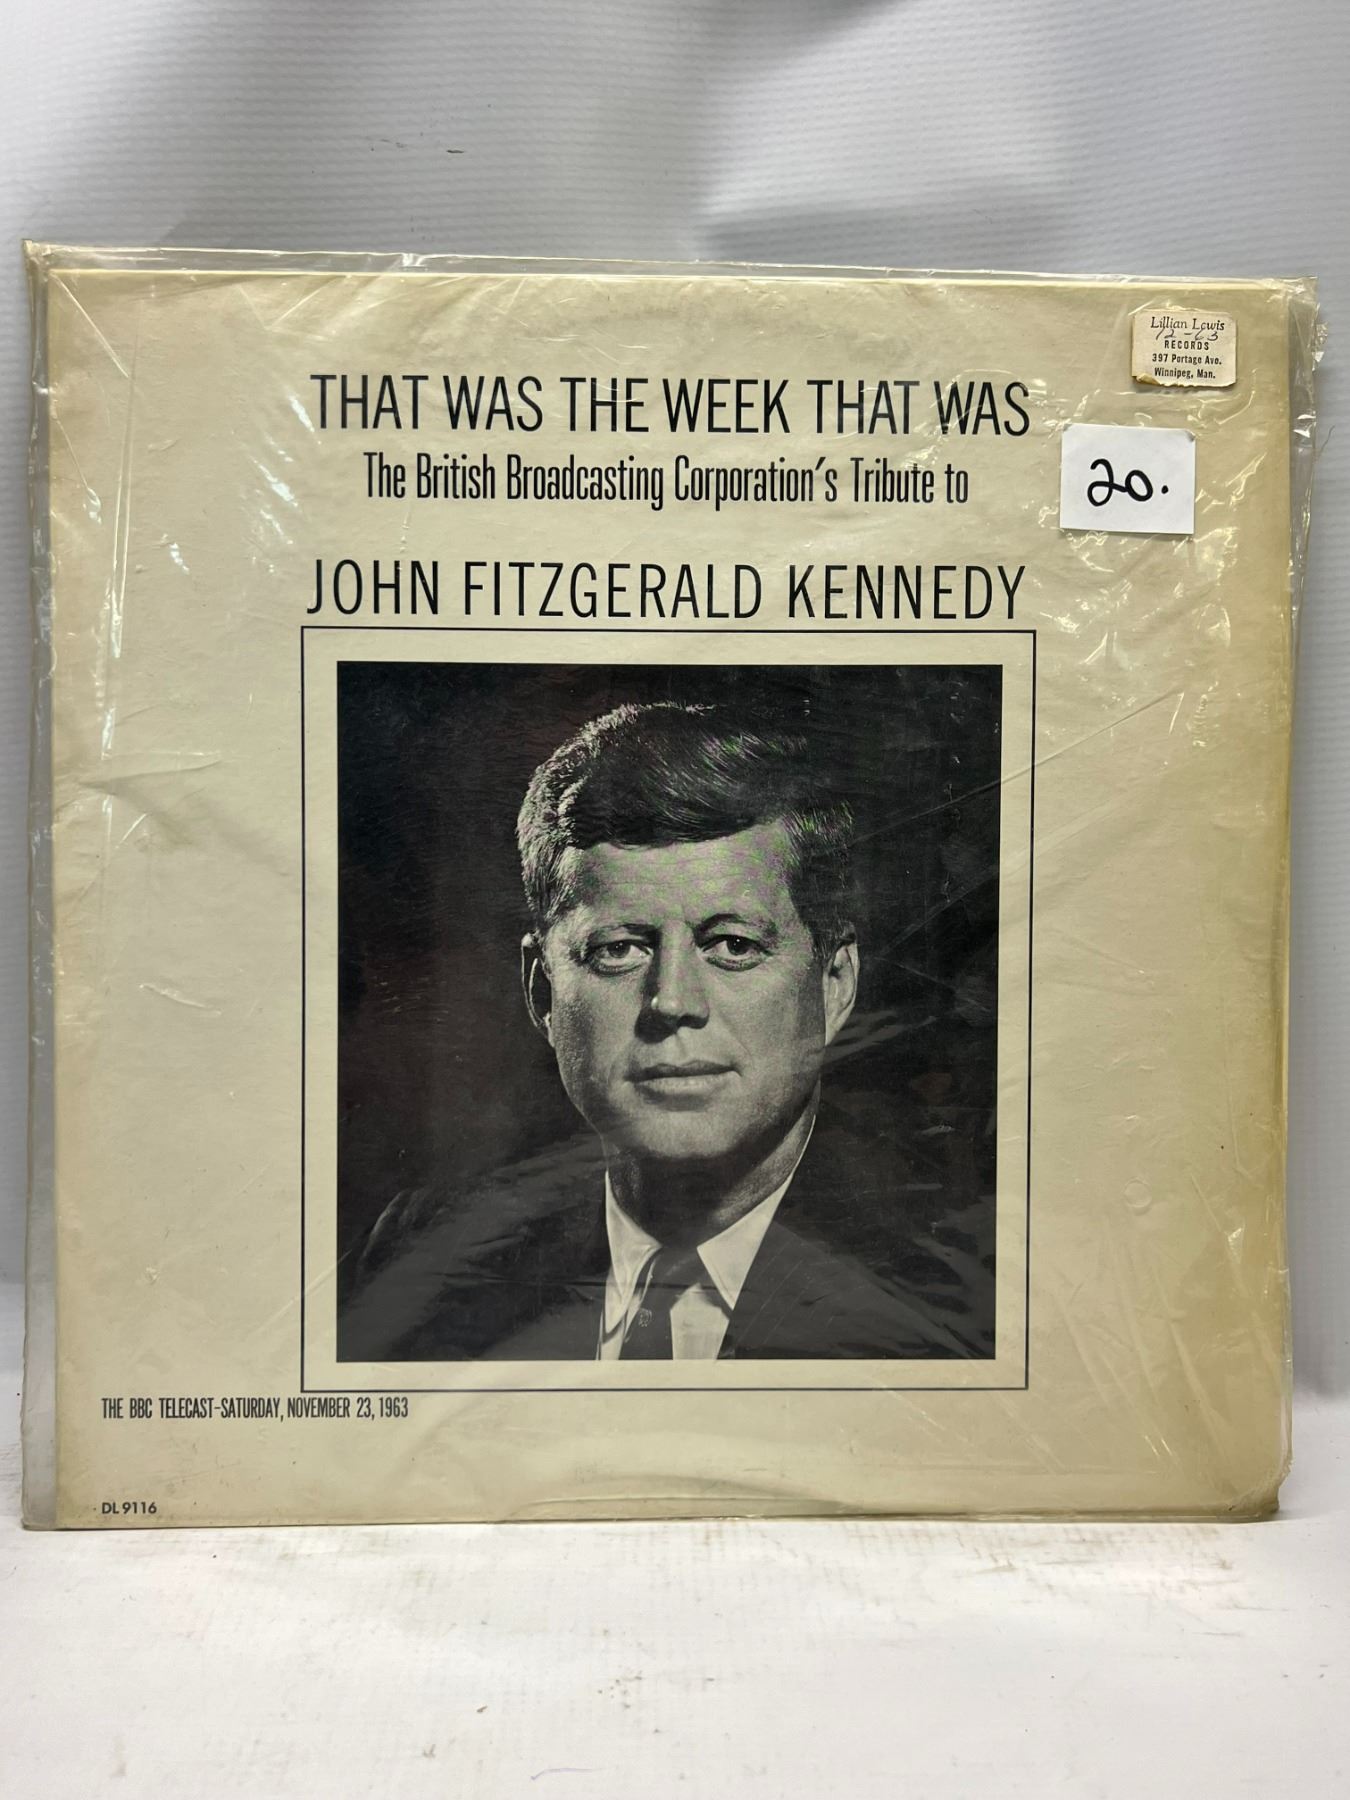 Lillian Lewis
12-63
RECORDS
397 Portage Ave.
Winnipeg, Man.
THAT WAS THE WEEK THAT WAS
The British Broadcasting Corporation's Tribute to
20.
JOHN FITZGERALD KENNEDY
THE BBC TELECAST-SATURDAY, NOVEMBER 23, 1963
DL 9116